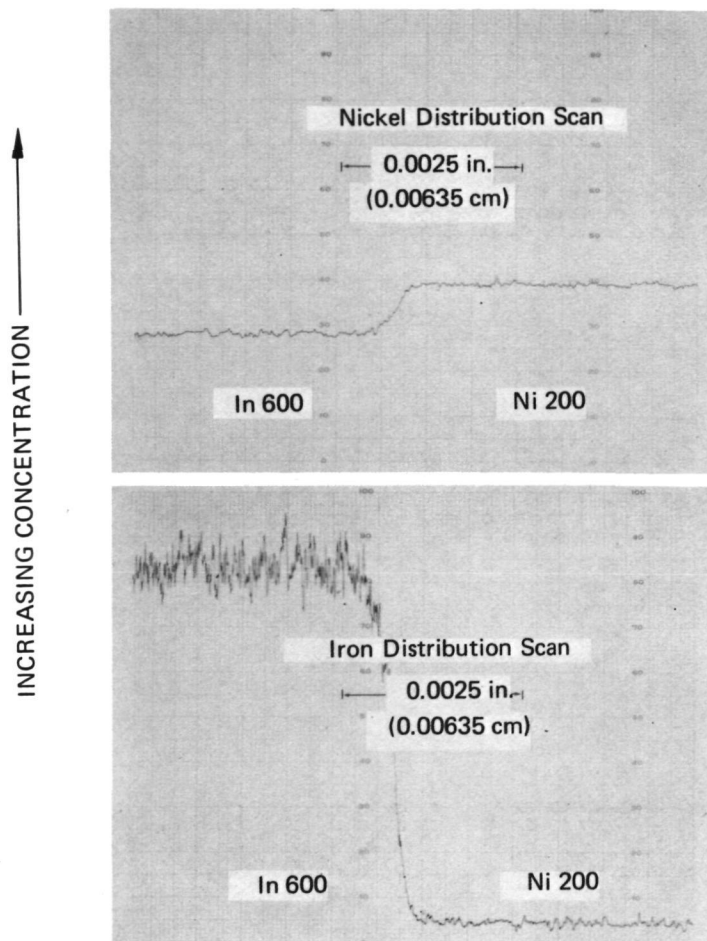 INCREASING CONCENTRATION
Nickel Distribution Scan
0.0025 in.
(0.00635 cm)
In 600
Ni 200
Iron Distribution Scan
0.0025 in.
(0.00635 cm)
In 600
Ni 200